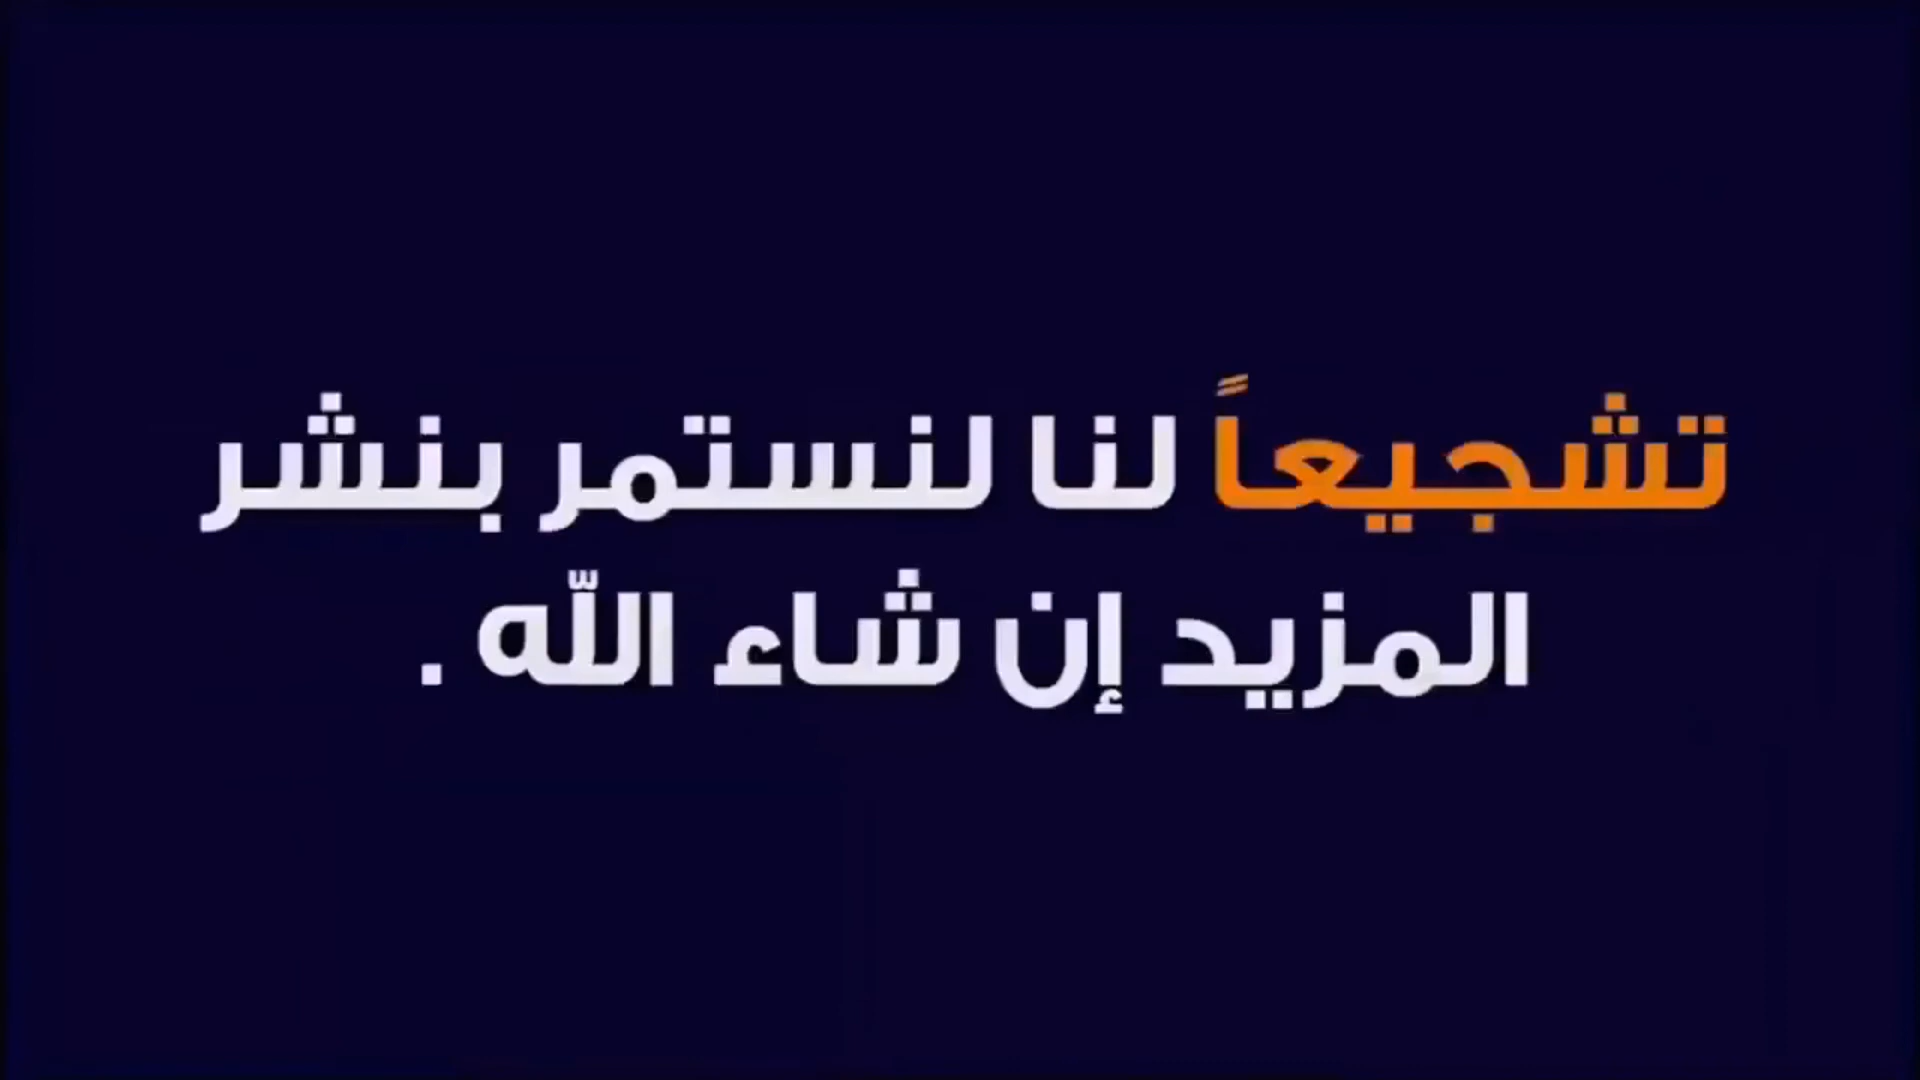 تشجيعاً لنا لنستمر بنشر
المزيد إن شاء اللّه .